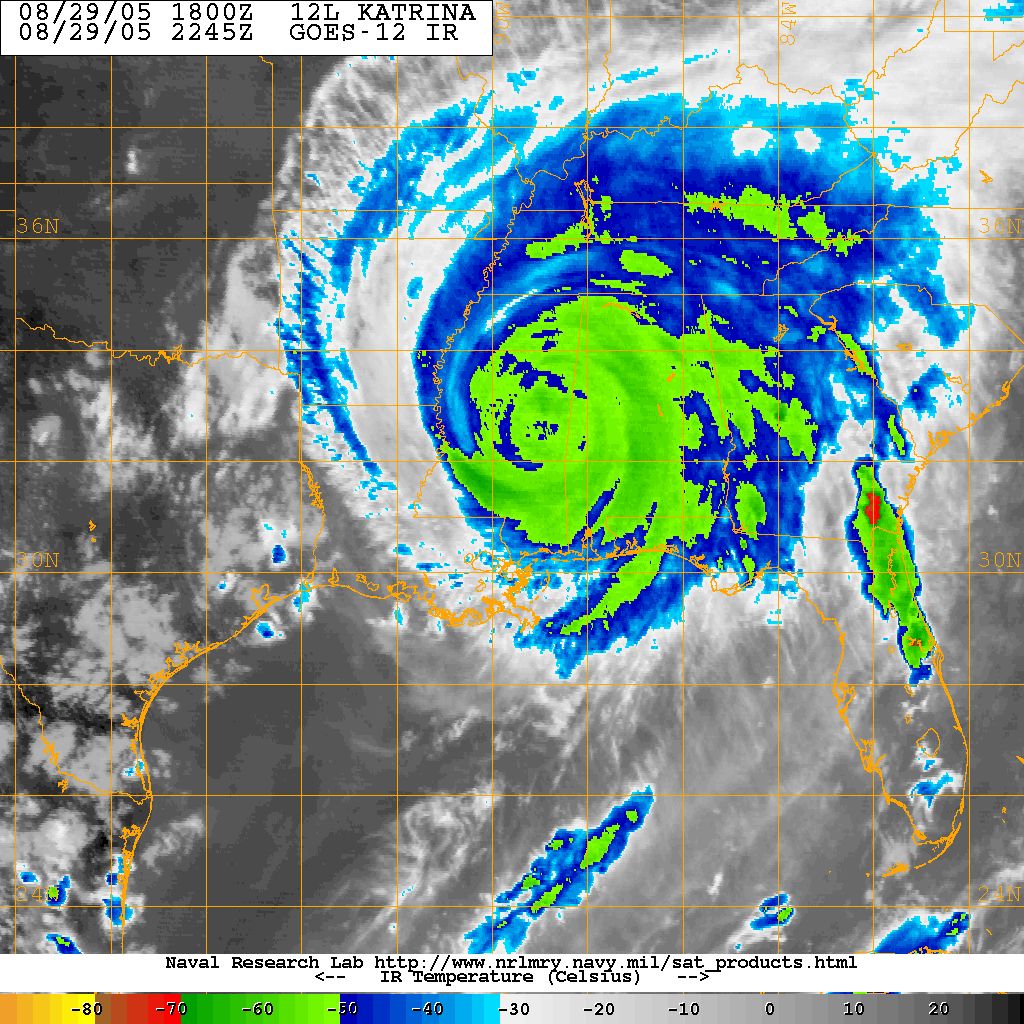 08/29/05 1800Z 12L KATRINA
08/29/05 2245Z GOES-12 IR
84W
36N
36N
30N
30N
24N
24N
Naval Research Lab http://www.nrlmry.navy.mil/sat_products.html
<-- IR Temperature (Celsius) -->
-80 -70 -60 -50 -40 -30 -20 -10 0 10 20